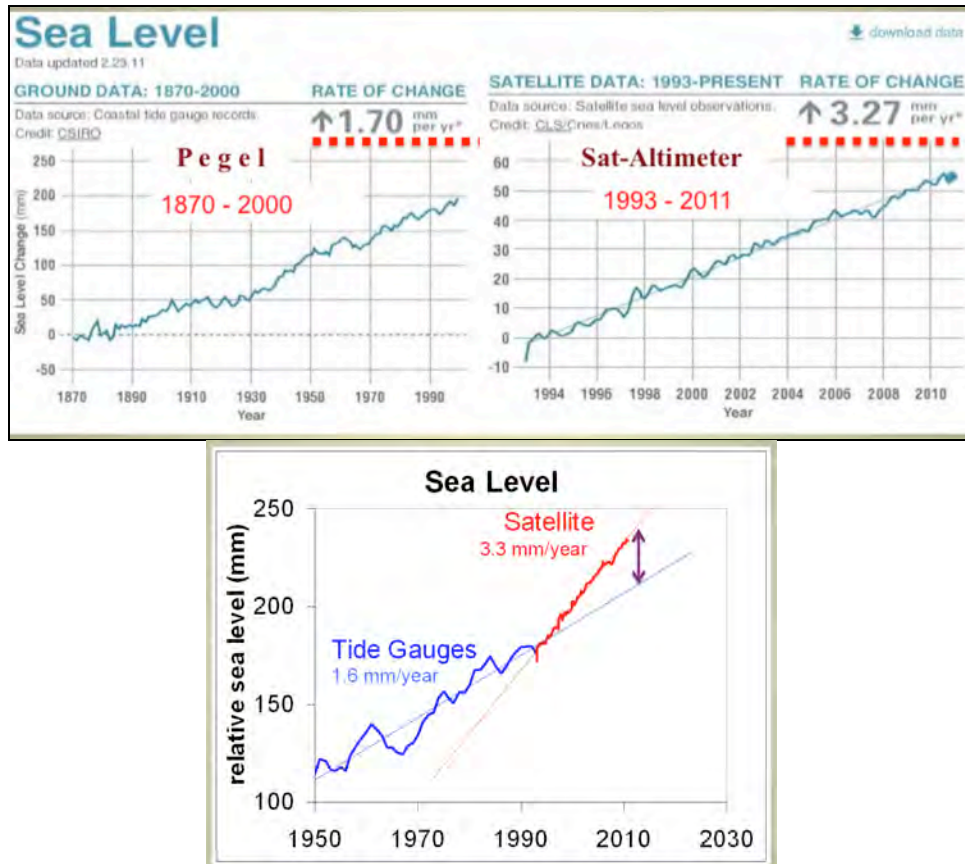 Sea Level
download data
Data updated 2.23.11
GROUND DATA: 1870-2000
RATE OF CHANGE
Data source: Coastal tide gauge records.
Credit: CSIRO
↑1.70 mm per yr*
Pegel
1870 - 2000
250
200
150
100
50
0
-50
Sea Level Change (mm)
1870 1890 1910 1930 1950 1970 1990
Year
SATELLITE DATA: 1993-PRESENT
RATE OF CHANGE
Data source: Satellite sea level observations.
Credit: CLS/Cnes/Legos
↑3.27 mm per yr*
Sat-Altimeter
1993 - 2011
60
50
40
30
20
10
0
-10
1994 1996 1998 2000 2002 2004 2006 2008 2010
Year
Sea Level
250
200
150
100
relative sea level (mm)
Satellite
3.3 mm/year
Tide Gauges
1.6 mm/year
1950 1970 1990 2010 2030